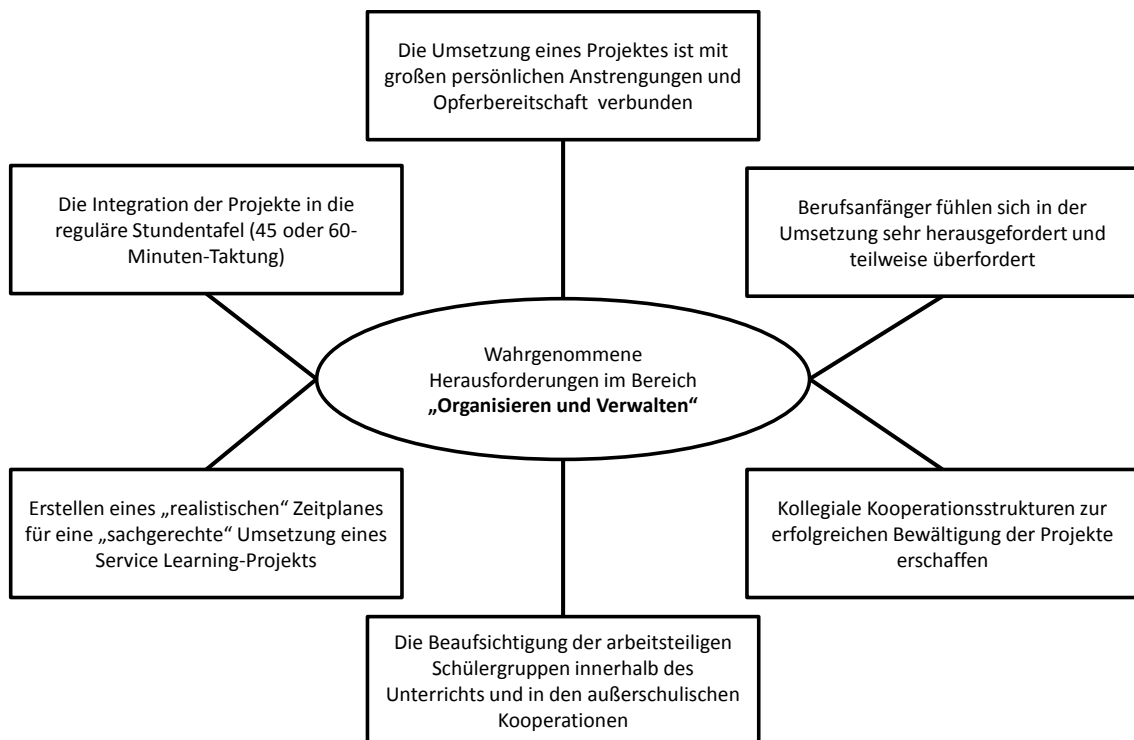 Die Umsetzung eines Projektes ist mit
großen persönlichen Anstrengungen und
Opferbereitschaft verbunden
Die Integration der Projekte in die
reguläre Stundentafel (45 oder 60-
Minuten-Taktung)
Berufsanfänger fühlen sich in der
Umsetzung sehr herausgefordert und
teilweise überfordert
Wahrgenommene
Herausforderungen im Bereich
„Organisieren und Verwalten“
Erstellen eines „realistischen“ Zeitplanes
für eine „sachgerechte“ Umsetzung eines
Service Learning-Projekts
Kollegiale Kooperationsstrukturen zur
erfolgreichen Bewältigung der Projekte
erschaffen
Die Beaufsichtigung der arbeitsteiligen
Schülergruppen innerhalb des
Unterrichts und in den außerschulischen
Kooperationen